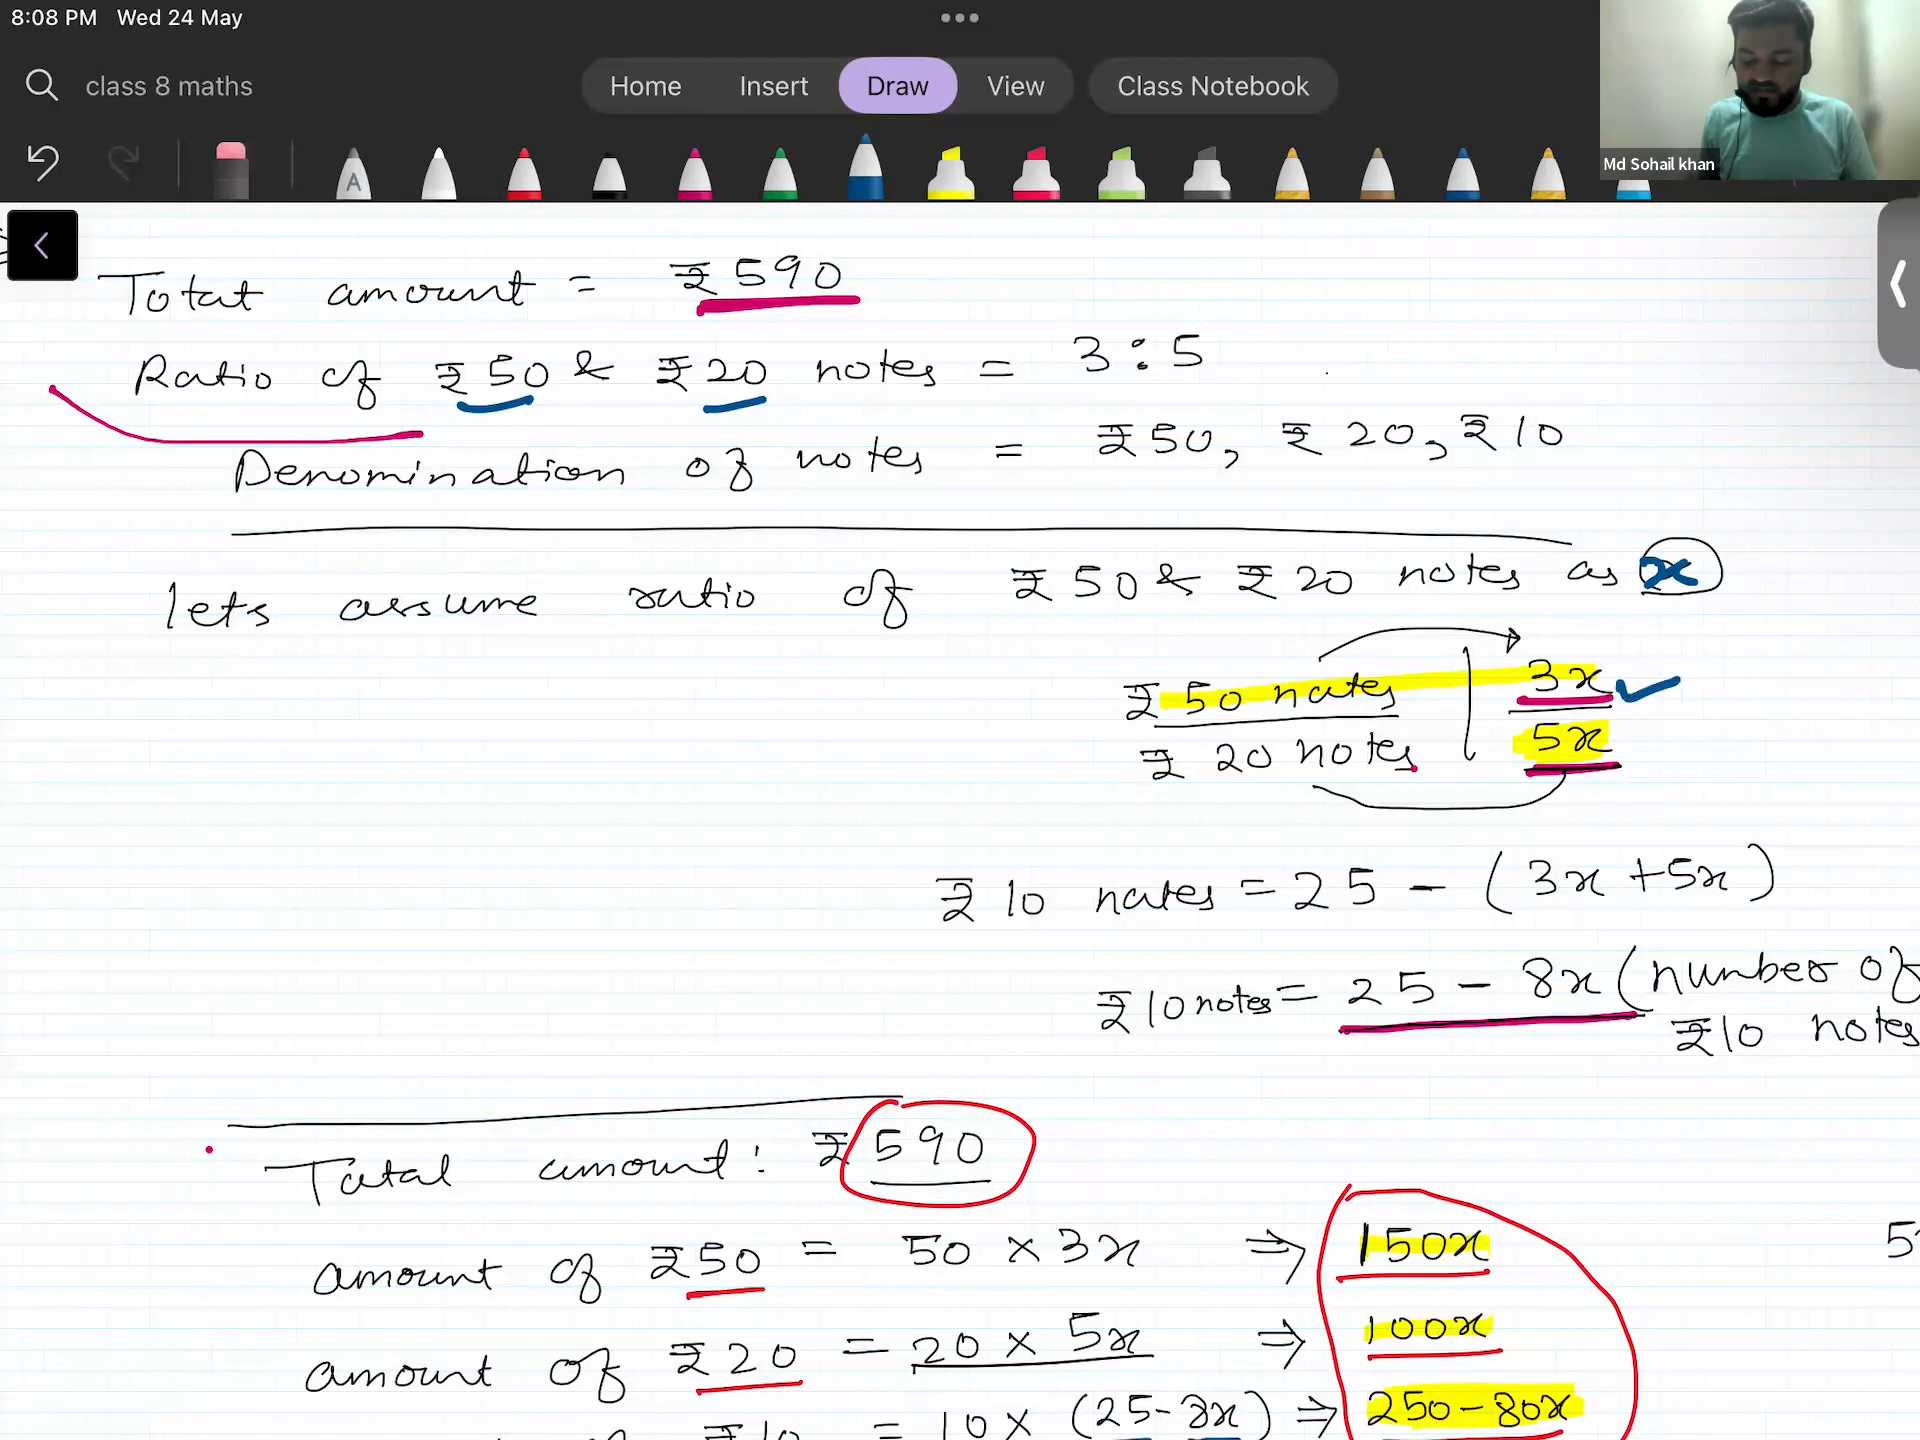 8:08 PM Wed 24 May
class 8 maths
Home Insert Draw View Class Notebook
A
Md Sohail khan
Total amount = ₹590
Ratio of ₹50 & ₹20 notes = 3:5
Denomination of notes = ₹50, ₹20, ₹10
lets assume ratio of ₹50 & ₹20 notes as x
₹50 notes | 3x
₹20 notes | 5x
₹10 notes = 25 - (3x+5x)
₹10 notes = 25 - 8x (number of
₹10 notes
Total amount: ₹590
amount of ₹50 = 50 × 3x ⇒ 150x
amount of ₹20 = 20 × 5x ⇒ 100x
₹10 = 10 × (25-8x) ⇒ 250-80x